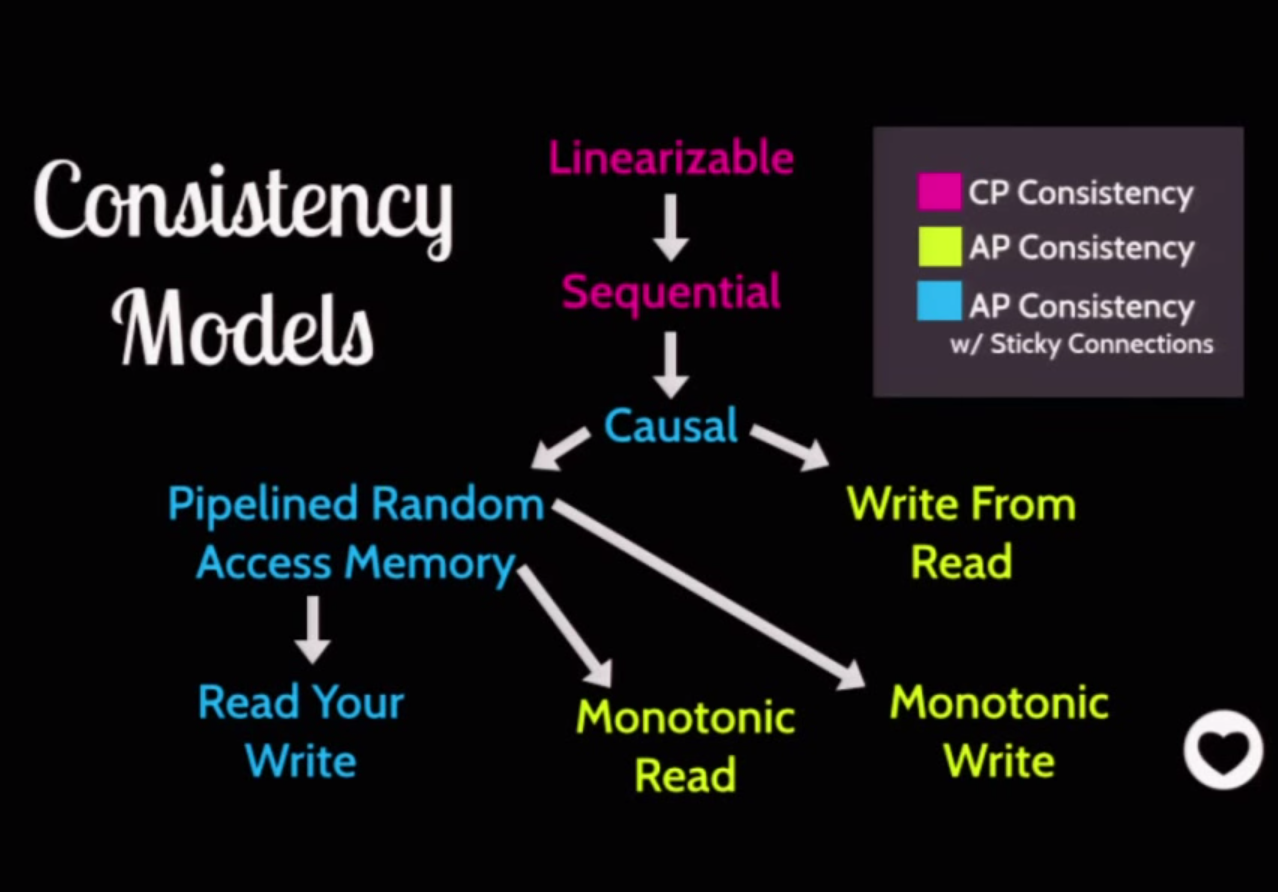 Consistency
Models
Linearizable
Sequential
Causal
Pipelined Random
Access Memory
Write From
Read
Read Your
Write
Monotonic
Read
Monotonic
Write
CP Consistency
AP Consistency
AP Consistency
w/ Sticky Connections